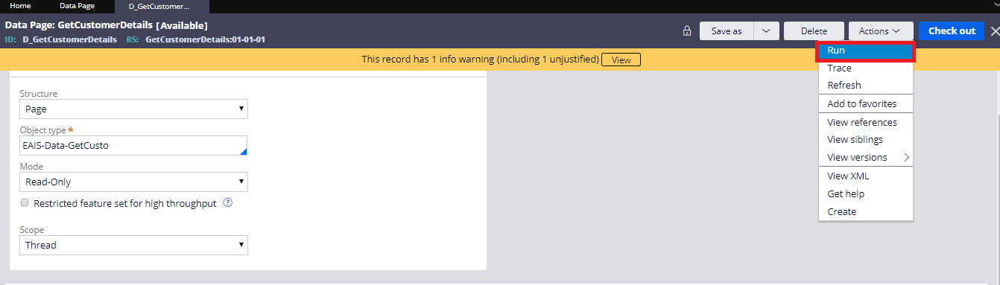 Home Data Page D_GetCustomer...
Data Page: GetCustomerDetails [Available]
ID: D_GetCustomerDetails RS: GetCustomerDetails:01-01-01
Save as Delete Actions Check out
This record has 1 info warning (including 1 unjustified) View
Run
Trace
Refresh
Add to favorites
View references
View siblings
View versions
View XML
Get help
Create
Structure
Page
Object type *
EAIS-Data-GetCusto
Mode
Read-Only
Restricted feature set for high throughput ?
Scope
Thread